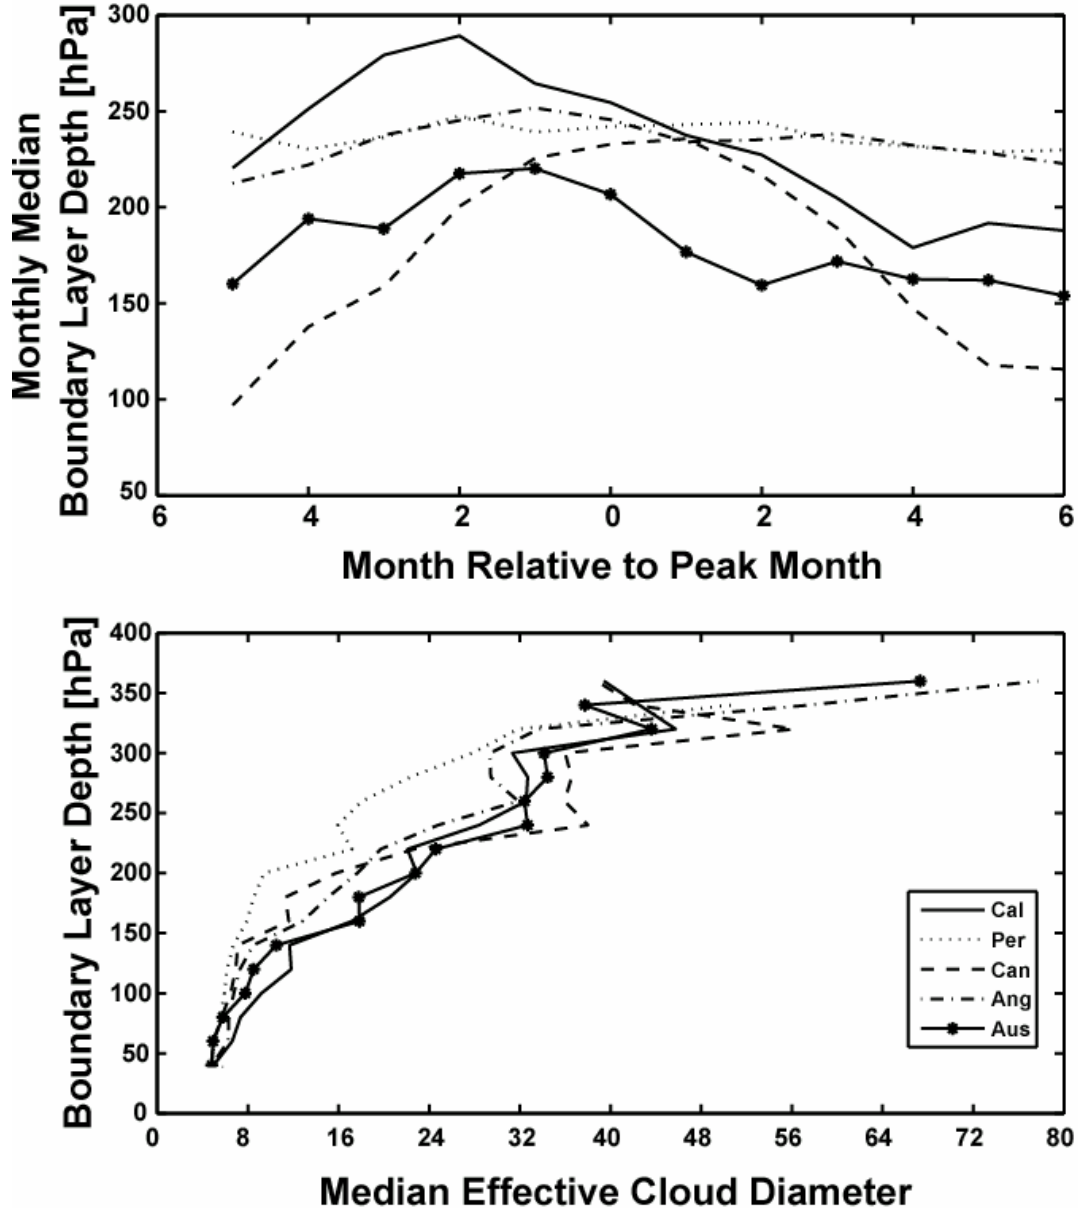 Monthly Median
Boundary Layer Depth [hPa]
300
250
200
150
100
50
6 4 2 0 2 4 6
Month Relative to Peak Month
Boundary Layer Depth [hPa]
400
350
300
250
200
150
100
50
0
0 8 16 24 32 40 48 56 64 72 80
Cal
Per
Can
Ang
Aus
Median Effective Cloud Diameter